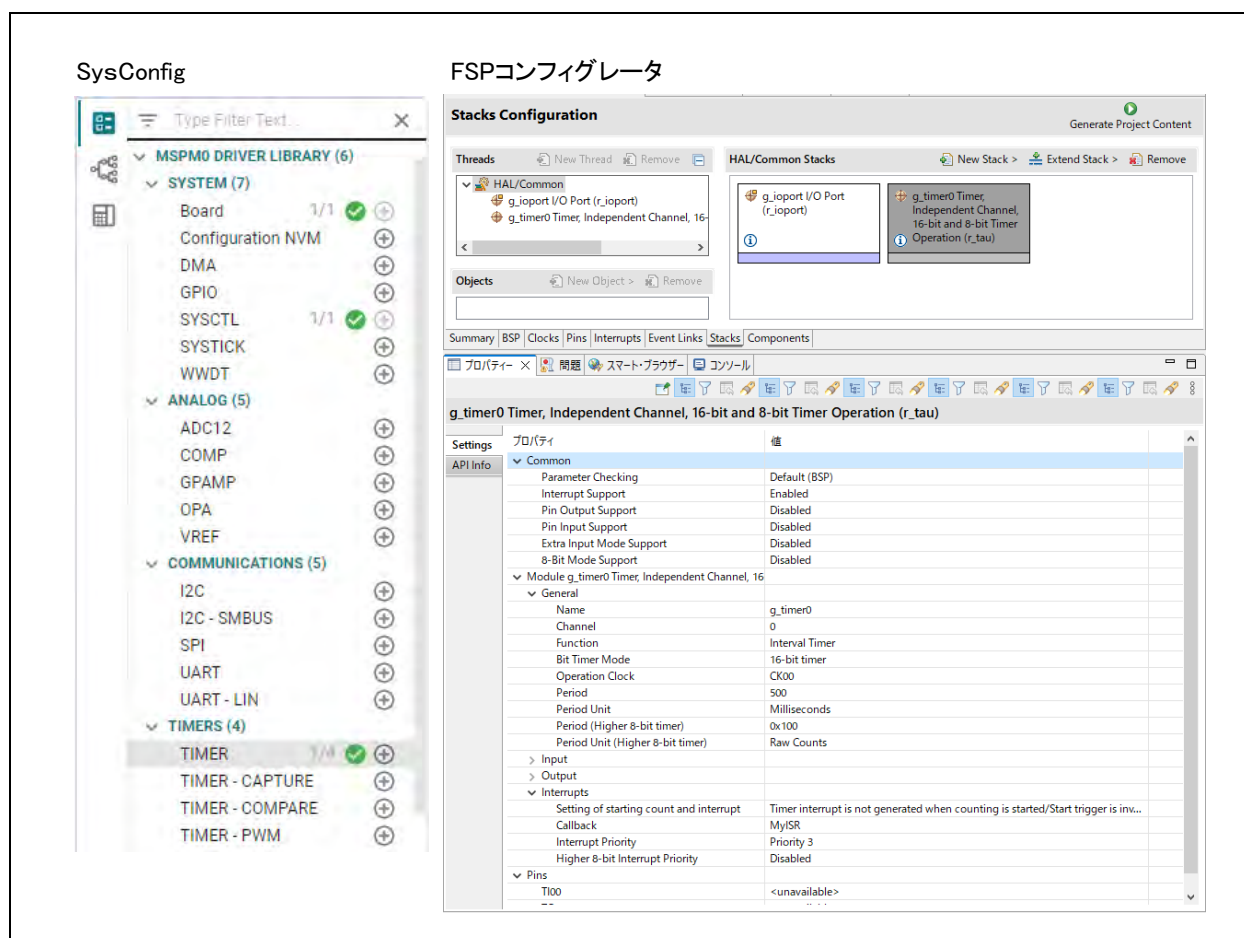 SysConfig
FSPコンフィグレータ
Type Filter Text...
MSPM0 DRIVER LIBRARY (6)
SYSTEM (7)
Board 1/1
Configuration NVM
DMA
GPIO
SYSCTL 1/1
SYSTICK
WWDT
ANALOG (5)
ADC12
COMP
GPAMP
OPA
VREF
COMMUNICATIONS (5)
I2C
I2C - SMBUS
SPI
UART
UART - LIN
TIMERS (4)
TIMER 1/4
TIMER - CAPTURE
TIMER - COMPARE
TIMER - PWM
Stacks Configuration
Generate Project Content
Threads New Thread Remove
HAL/Common
g_ioport I/O Port (r_ioport)
g_timer0 Timer, Independent Channel, 16-
Objects New Object > Remove
HAL/Common Stacks New Stack > Extend Stack > Remove
g_ioport I/O Port
(r_ioport)
g_timer0 Timer,
Independent Channel,
16-bit and 8-bit Timer
Operation (r_tau)
Summary BSP Clocks Pins Interrupts Event Links Stacks Components
プロパティー 問題 スマート・ブラウザー コンソール
g_timer0 Timer, Independent Channel, 16-bit and 8-bit Timer Operation (r_tau)
Settings
API Info
プロパティ 値
Common
Parameter Checking Default (BSP)
Interrupt Support Enabled
Pin Output Support Disabled
Pin Input Support Disabled
Extra Input Mode Support Disabled
8-Bit Mode Support Disabled
Module g_timer0 Timer, Independent Channel, 16
General
Name g_timer0
Channel 0
Function Interval Timer
Bit Timer Mode 16-bit timer
Operation Clock CK00
Period 500
Period Unit Milliseconds
Period (Higher 8-bit timer) 0x100
Period Unit (Higher 8-bit timer) Raw Counts
Input
Output
Interrupts
Setting of starting count and interrupt Timer interrupt is not generated when counting is started/Start trigger is inv...
Callback MyISR
Interrupt Priority Priority 3
Higher 8-bit Interrupt Priority Disabled
Pins
TI00 <unavailable>